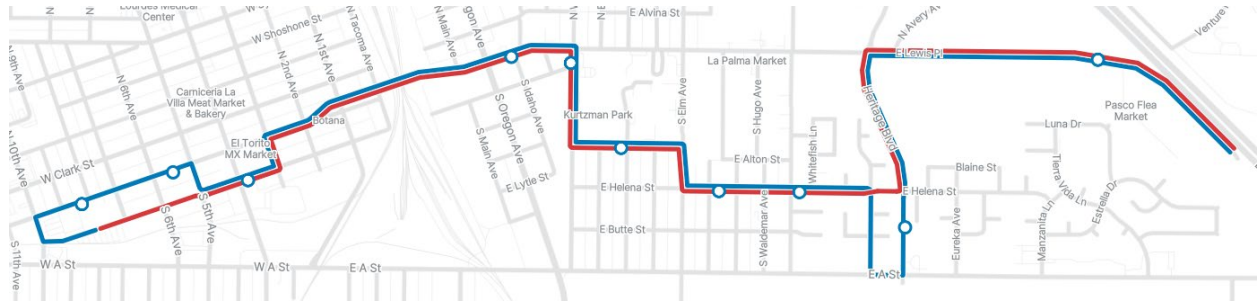 Lourdes Medical
Center
W Shoshone St
N 1st Ave
N Tacoma Ave
N Main Ave
E Alvina St
N Avery Ave
Venture
N 9th Ave
N 6th Ave
N 2nd Ave
Carniceria La
Villa Meat Market
& Bakery
Botana
El Torito
MX Market
N 10th Ave
W Clark St
S 11th Ave
S 6th Ave
S 5th Ave
W A St
W A St
E A St
S Main Ave
S Oregon Ave
S Idaho Ave
E Lytle St
Kurtzman Park
S Elm Ave
La Palma Market
S Hugo Ave
Whitefish Ln
E Alton St
E Helena St
E Butte St
S Waldemar Ave
E Lewis Pl
Heritage Blvd
Pasco Flea
Market
Luna Dr
Blaine St
E Helena St
Tierra Vida Ln
Estrella Dr
Manzanita Ln
Eureka Ave
E A St